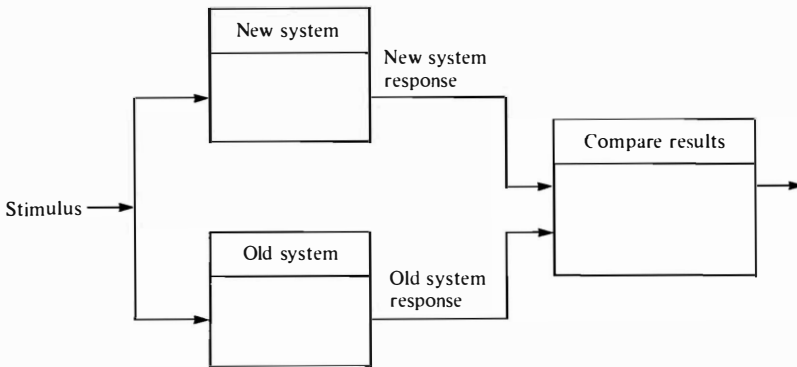 New system
New system
response
Compare results
Stimulus
Old system
Old system
response